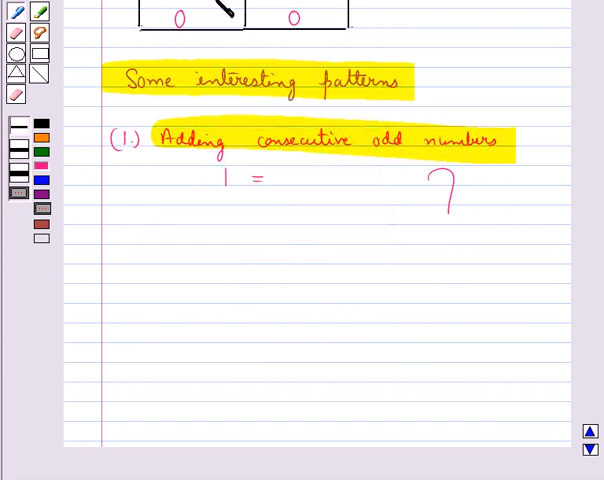 0 0
Some interesting patterns
(1.) Adding consecutive odd numbers
1 =